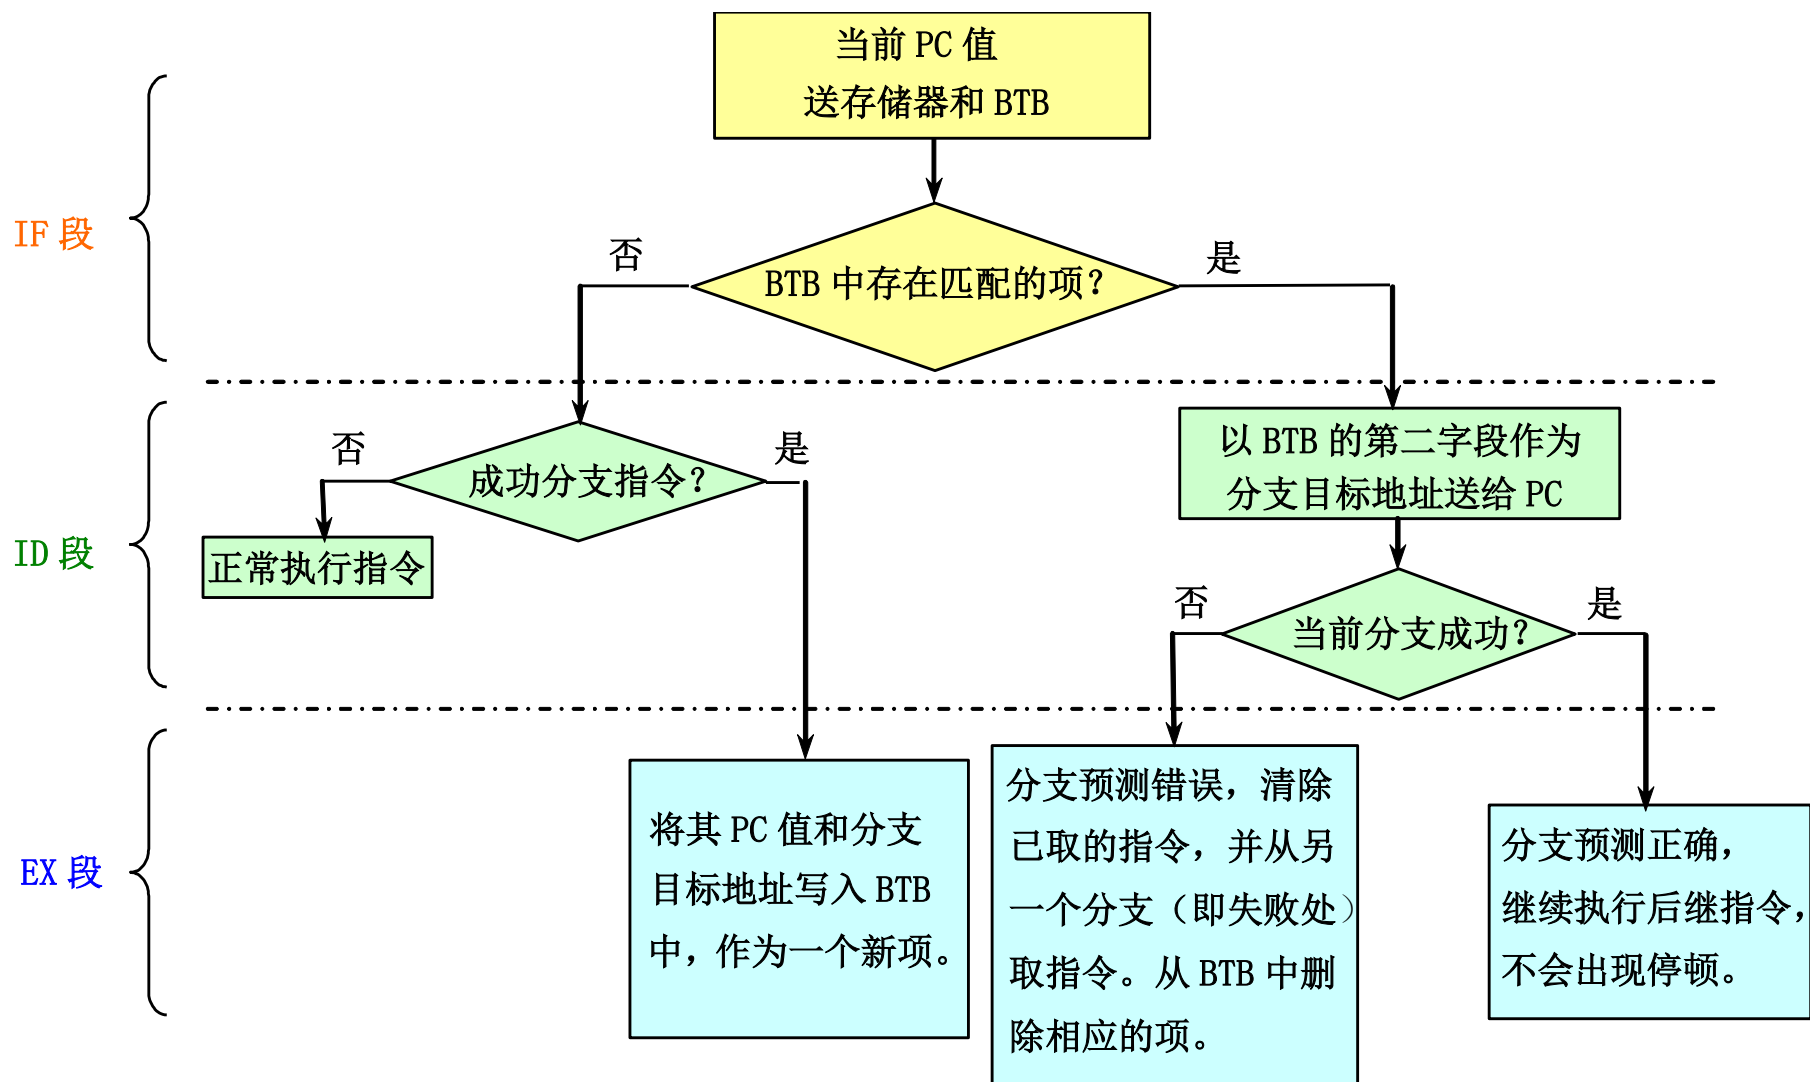 当前 PC 值
送存储器和 BTB
IF 段
否
是
BTB 中存在匹配的项？
否
成功分支指令？
是
以 BTB 的第二字段作为
分支目标地址送给 PC
ID 段
正常执行指令
否
当前分支成功？
是
EX 段
将其 PC 值和分支
目标地址写入 BTB
中，作为一个新项。
分支预测错误，清除
已取的指令，并从另
一个分支（即失败处）
取指令。从 BTB 中删
除相应的项。
分支预测正确，
继续执行后继指令，
不会出现停顿。